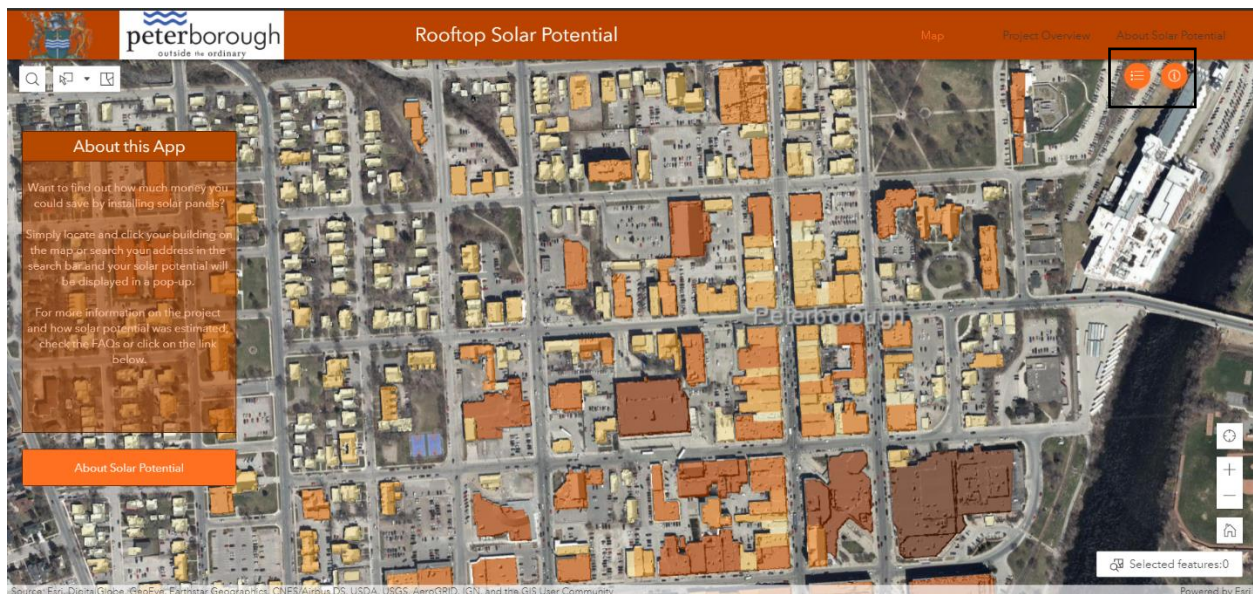 peterborough
outside the ordinary
Rooftop Solar Potential
Map
Project Overview
About Solar Potential
About this App
Want to find out how much money you
could save by installing solar panels?
Simply locate and click your building on
the map or search your address in the
search bar and your solar potential will
be displayed in a pop-up.
For more information on the project
and how solar potential was estimated,
check the FAQs or click on the link
below.
About Solar Potential
Peterborough
Selected features:0
Source: Esri, DigitalGlobe, GeoEye, Earthstar Geographics, CNES/Airbus DS, USDA, USGS, AeroGRID, IGN, and the GIS User Community
Powered by Esri